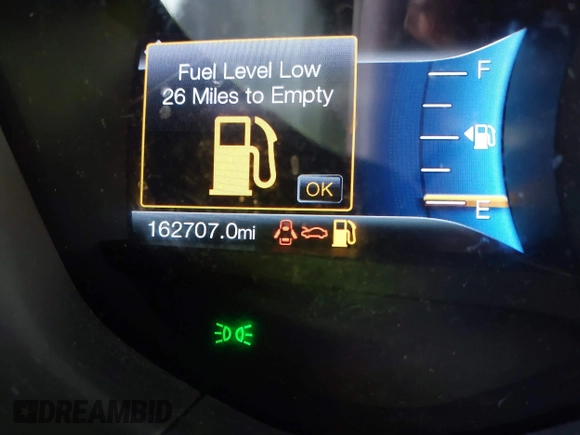 Fuel Level Low
26 Miles to Empty
OK
F
E
162707.0mi
DREAMBID